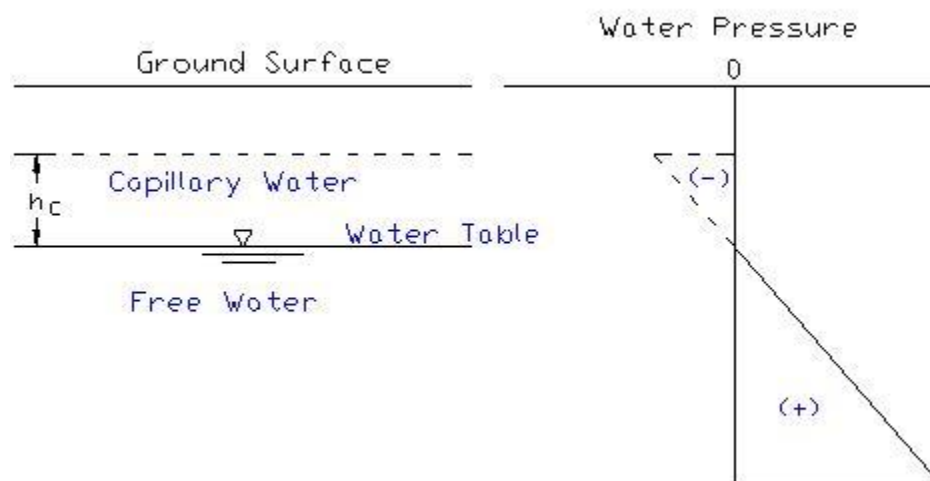 Water Pressure
Ground Surface
0
Capillary Water
(-)
hc
Water Table
Free Water
(+)